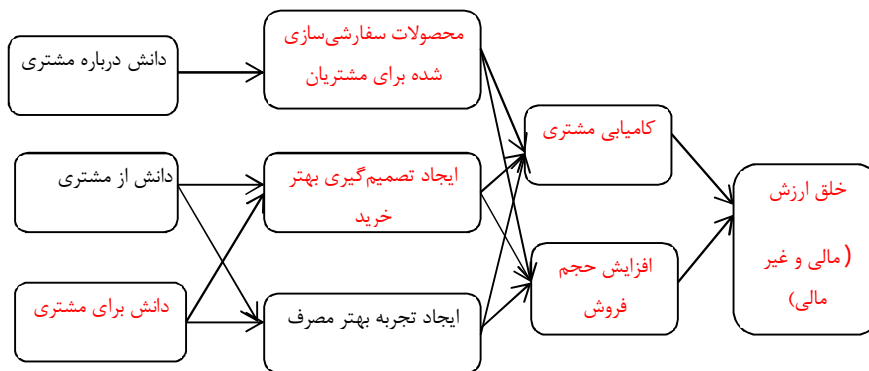 دانش درباره مشتری
دانش از مشتری
دانش برای مشتری
محصولات سفارشی‌سازی
شده برای مشتریان
ایجاد تصمیم‌گیری بهتر
خرید
ایجاد تجربه بهتر مصرف
کامیابی مشتری
افزایش حجم
فروش
خلق ارزش
(مالی و غیر
مالی)